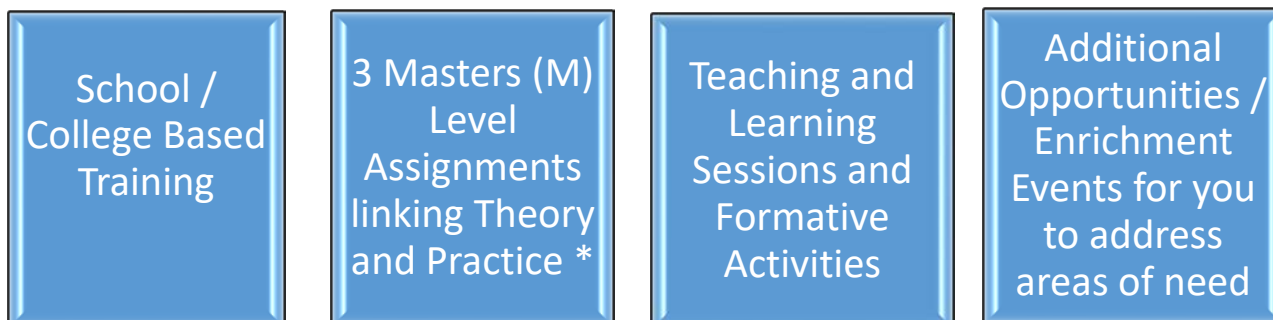 School /
College Based
Training
3 Masters (M)
Level
Assignments
linking Theory
and Practice *
Teaching and
Learning
Sessions and
Formative
Activities
Additional
Opportunities /
Enrichment
Events for you
to address
areas of need